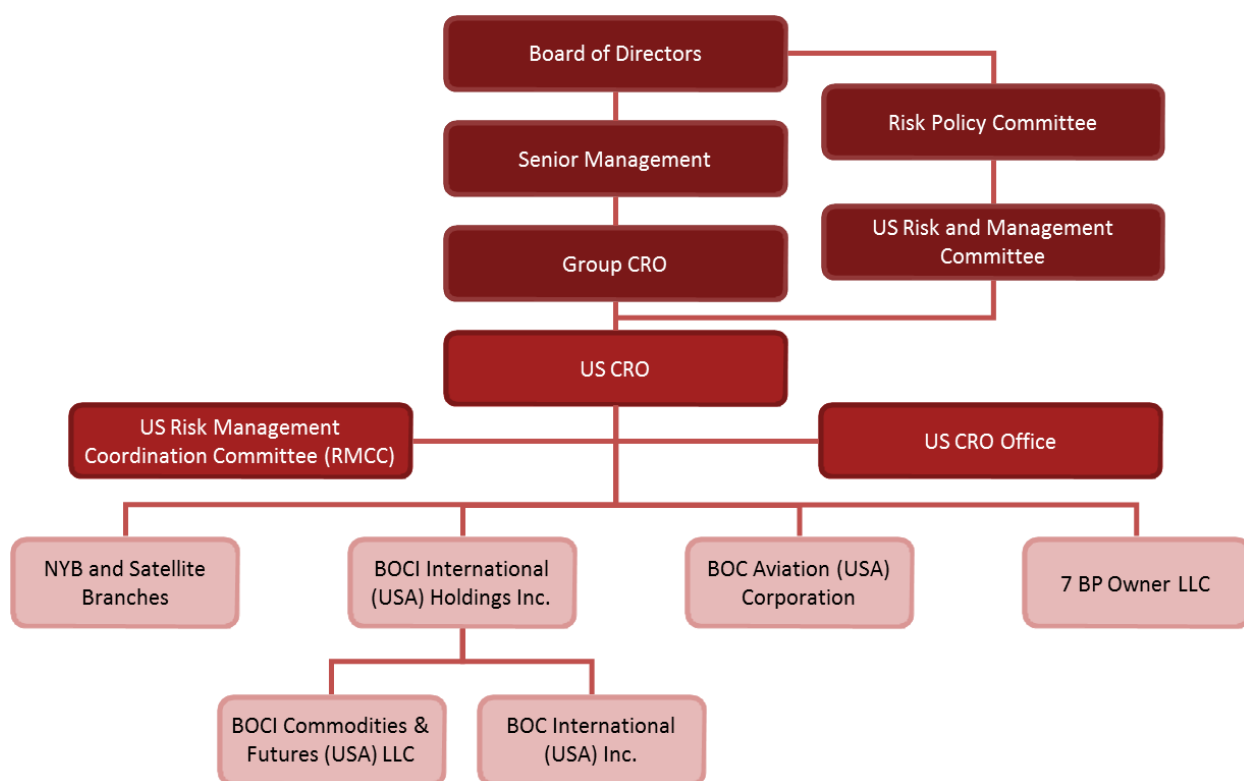 Board of Directors
Risk Policy Committee
Senior Management
US Risk and Management
Committee
Group CRO
US CRO
US Risk Management
Coordination Committee (RMCC)
US CRO Office
NYB and Satellite
Branches
BOCI International
(USA) Holdings Inc.
BOC Aviation (USA)
Corporation
7 BP Owner LLC
BOCI Commodities &
Futures (USA) LLC
BOC International
(USA) Inc.